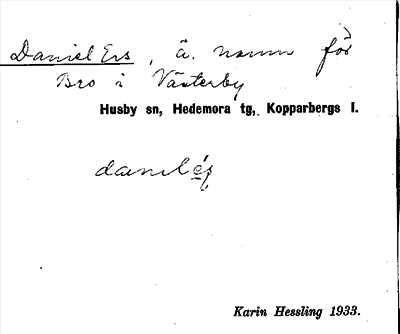 Daniel Ers, ä. namn för
Bro i Västerby
Husby sn, Hedemora tg, Kopparbergs l.
Karin Hessling 1933.